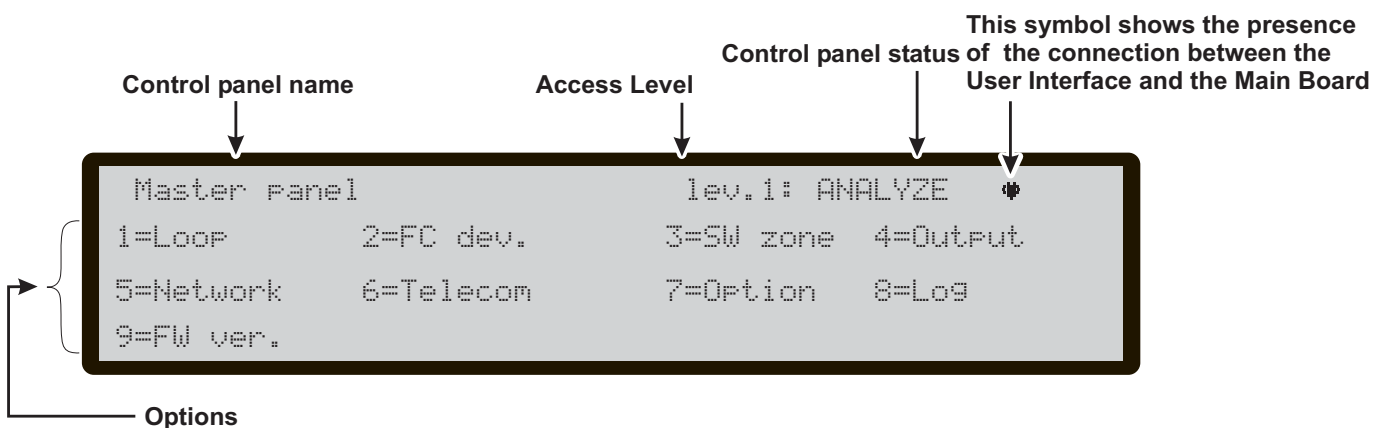 This symbol shows the presence
of the connection between the
User Interface and the Main Board
Control panel status
Access Level
Control panel name
Master panel lev.1: ANALYZE
1=Loop 2=FC dev. 3=SW zone 4=Output
5=Network 6=Telecom 7=Option 8=Log
9=FW ver.
Options